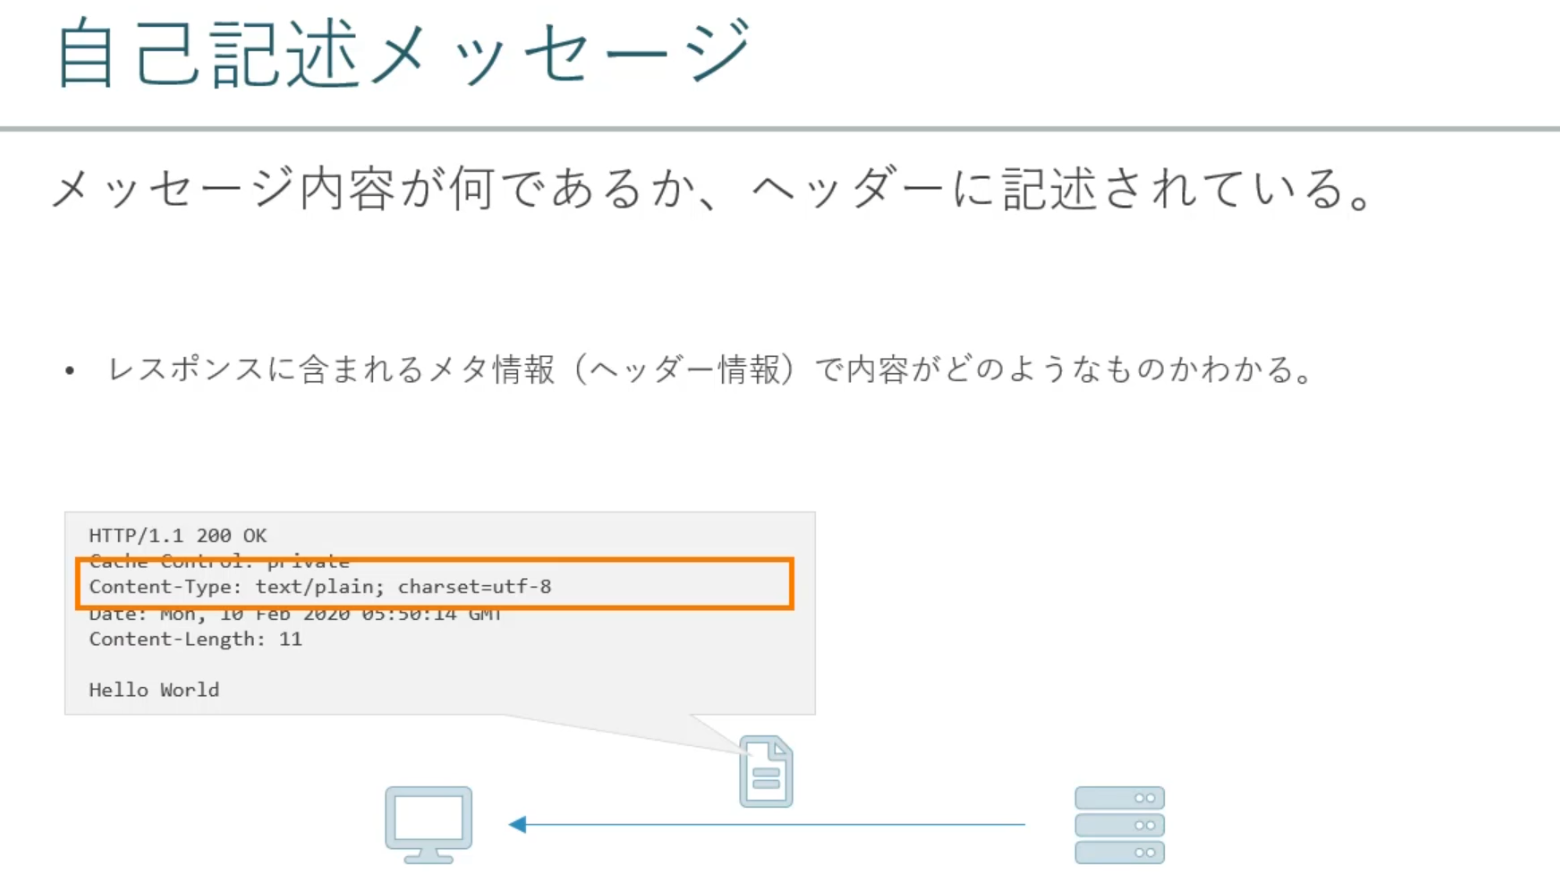 自己記述メッセージ
メッセージ内容が何であるか、ヘッダーに記述されている。
• レスポンスに含まれるメタ情報（ヘッダー情報）で内容がどのようなものかわかる。
HTTP/1.1 200 OK
Cache Control: private
Content-Type: text/plain; charset=utf-8
Date: Mon, 10 Feb 2020 05:50:14 GMT
Content-Length: 11
Hello World